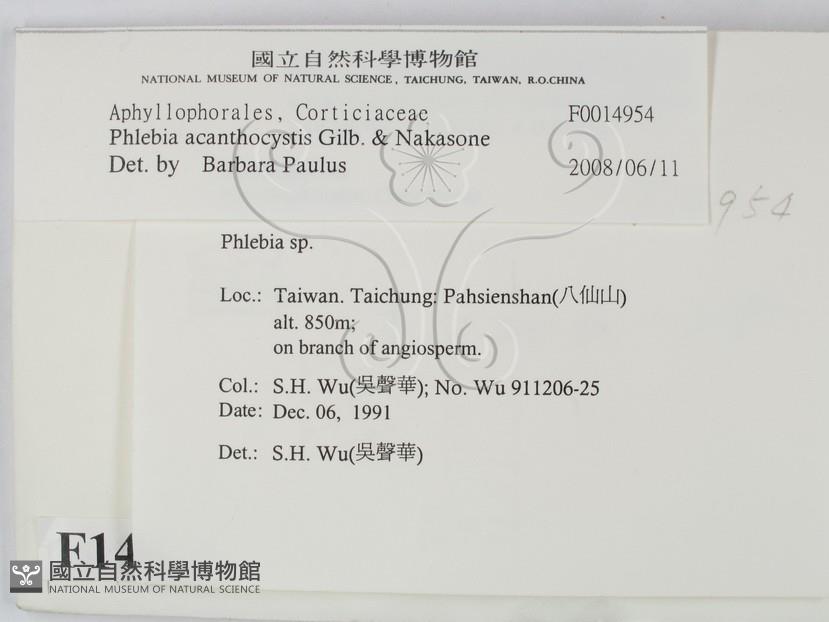 國立自然科學博物館
NATIONAL MUSEUM OF NATURAL SCIENCE, TAICHUNG, TAIWAN, R.O.CHINA
Aphyllophorales, Corticiaceae F0014954
Phlebia acanthocystis Gilb. & Nakasone
Det. by Barbara Paulus 2008/06/11
954
Phlebia sp.
Loc.: Taiwan. Taichung: Pahsienshan(八仙山)
alt. 850m;
on branch of angiosperm.
Col.: S.H. Wu(吳聲華); No. Wu 911206-25
Date: Dec. 06, 1991
Det.: S.H. Wu(吳聲華)
F14
國立自然科學博物館
NATIONAL MUSEUM OF NATURAL SCIENCE